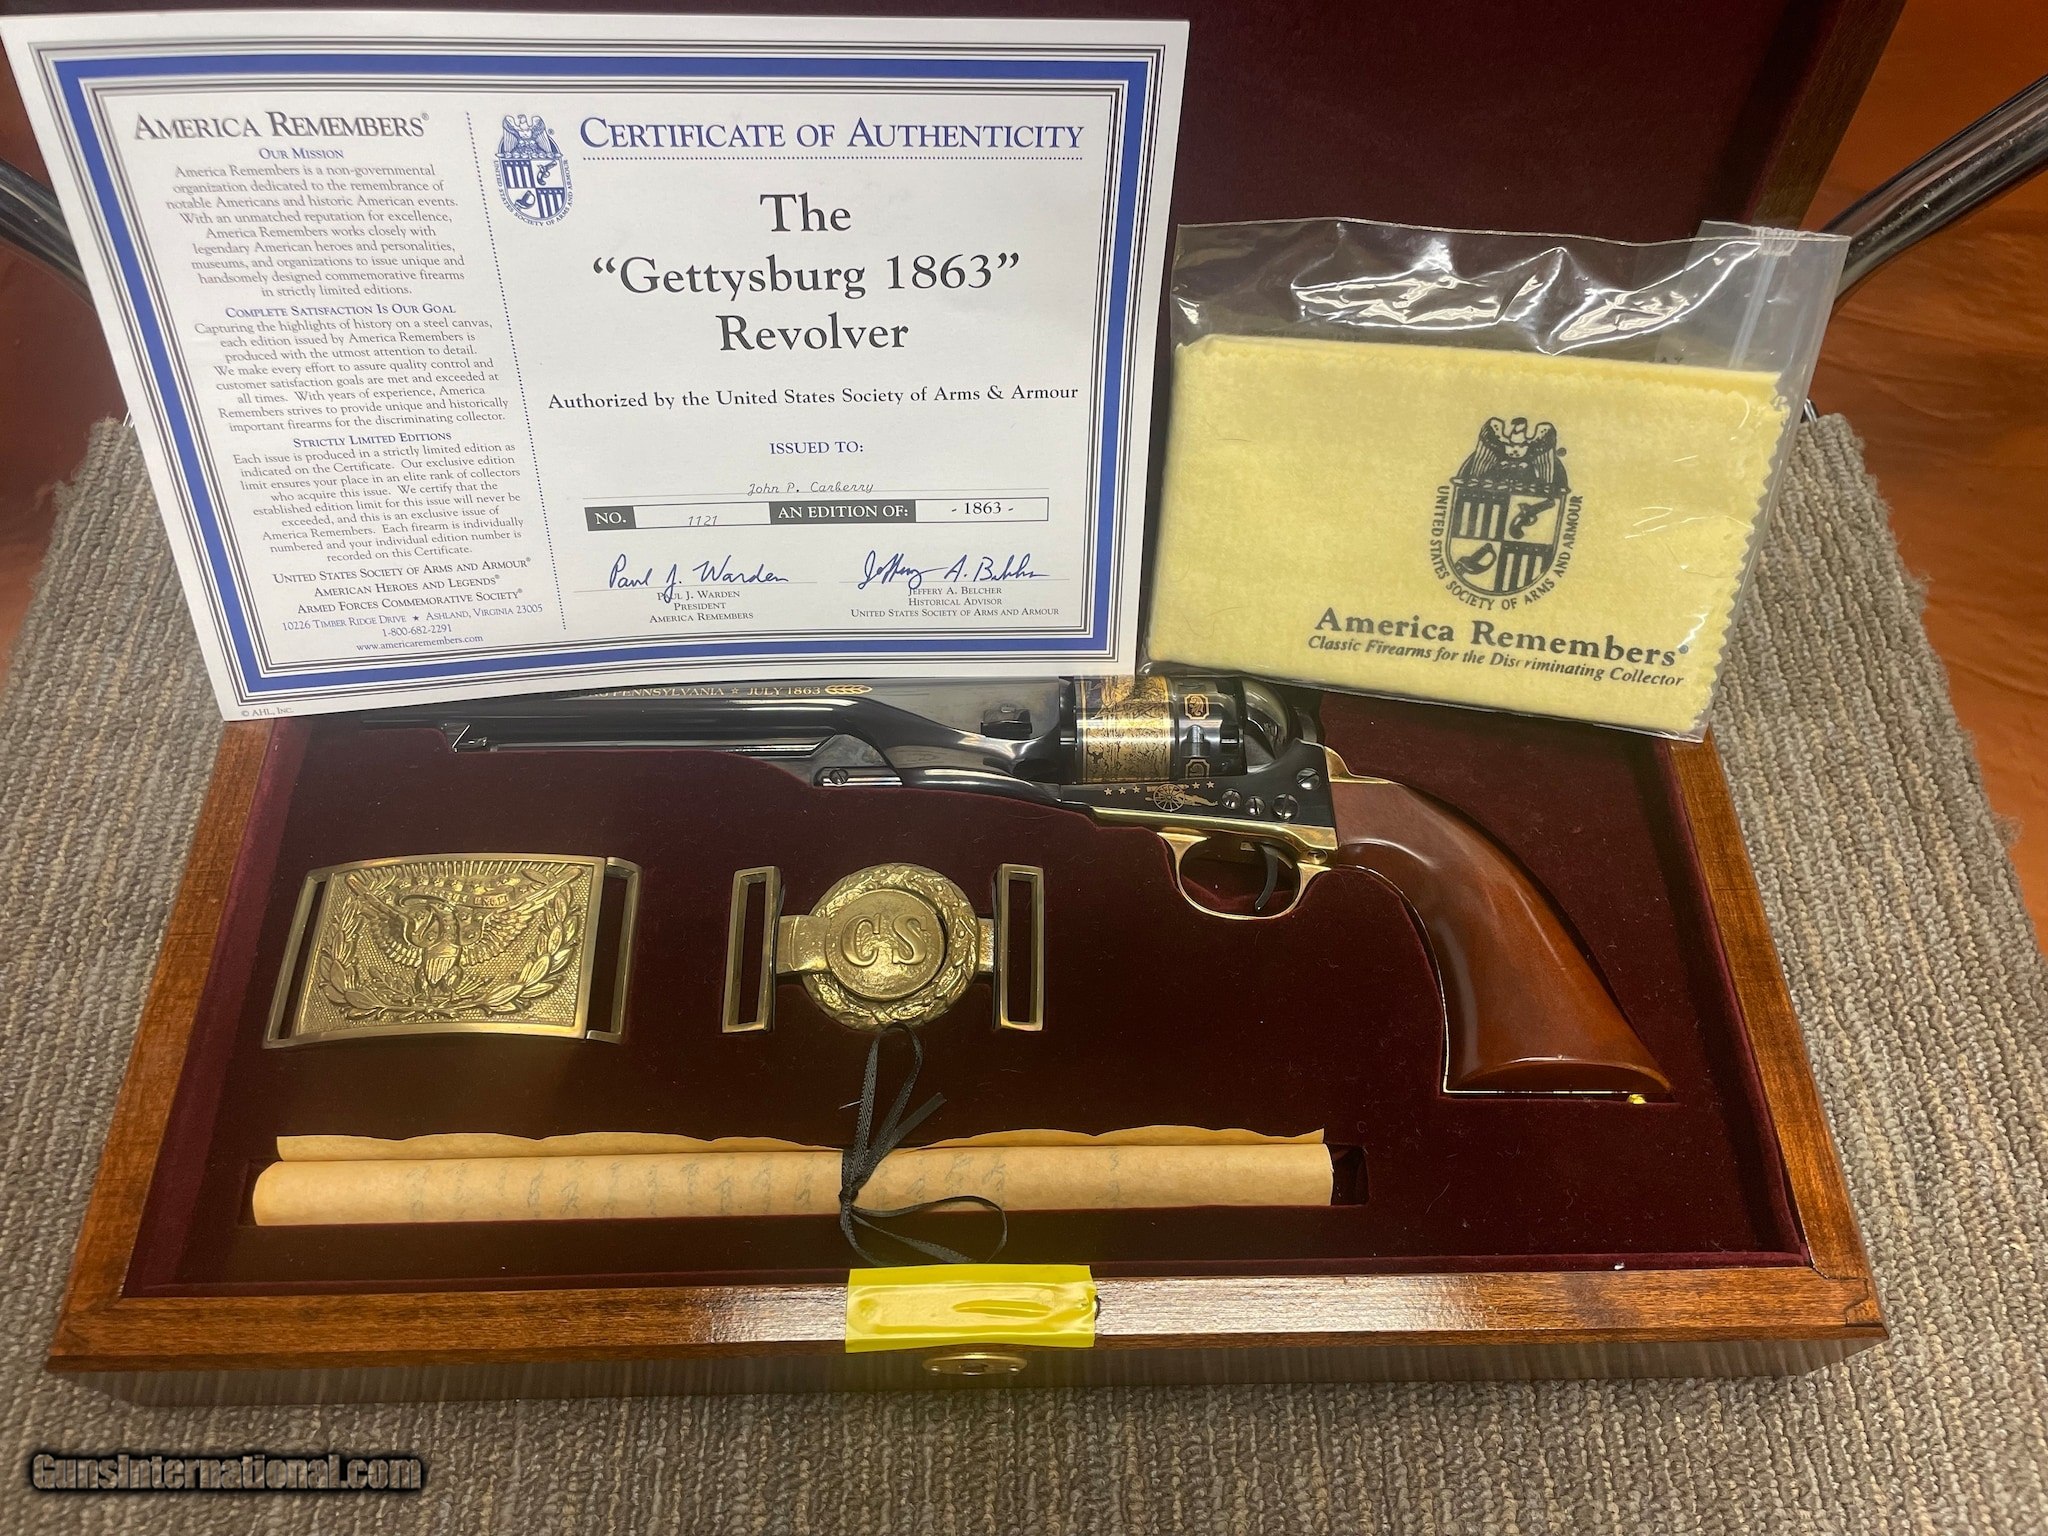 AMERICA REMEMBERS®
OUR MISSION
America Remembers is a non-governmental
organization dedicated to the remembrance of
notable Americans and historic American events.
With an unmatched reputation for excellence,
America Remembers works closely with
legendary American heroes and personalities,
museums, and organizations to issue unique and
handsomely designed commemorative firearms
in strictly limited editions.
COMPLETE SATISFACTION IS OUR GOAL
Capturing the highlights of history on a steel canvas,
each edition issued by America Remembers is
produced with the utmost attention to detail.
We make every effort to assure quality control and
customer satisfaction goals are met and exceeded at
all times. With years of experience, America
Remembers strives to provide unique and historically
important firearms for the discriminating collector.
STRICTLY LIMITED EDITIONS
Each issue is produced in a strictly limited edition as
indicated on the Certificate. Our exclusive edition
limit ensures your place in an elite rank of collectors
who acquire this issue. We certify that the
established edition limit for this issue will never be
exceeded, and this is an exclusive issue of
America Remembers. Each firearm is individually
numbered and your individual edition number is
recorded on this Certificate.
UNITED STATES SOCIETY OF ARMS AND ARMOUR®
AMERICAN HEROES AND LEGENDS®
ARMED FORCES COMMEMORATIVE SOCIETY®
10226 TIMBER RIDGE DRIVE ★ ASHLAND, VIRGINIA 23005
1-800-682-2291
www.americaremembers.com
© AHL, INC.
UNITED STATES SOCIETY OF ARMS AND ARMOUR
CERTIFICATE OF AUTHENTICITY
The
“Gettysburg 1863”
Revolver
Authorized by the United States Society of Arms & Armour
ISSUED TO:
John P. Carberry
NO. 1121 AN EDITION OF: - 1863 -
Paul J. Warden
PAUL J. WARDEN
PRESIDENT
AMERICA REMEMBERS
Jeffery A. Belcher
JEFFERY A. BELCHER
HISTORICAL ADVISOR
UNITED STATES SOCIETY OF ARMS AND ARMOUR
UNITED STATES SOCIETY OF ARMS AND ARMOUR
America Remembers®
Classic Firearms for the Discriminating Collector
PENNSYLVANIA ★ JULY 1863
CS
GunsInternational.com